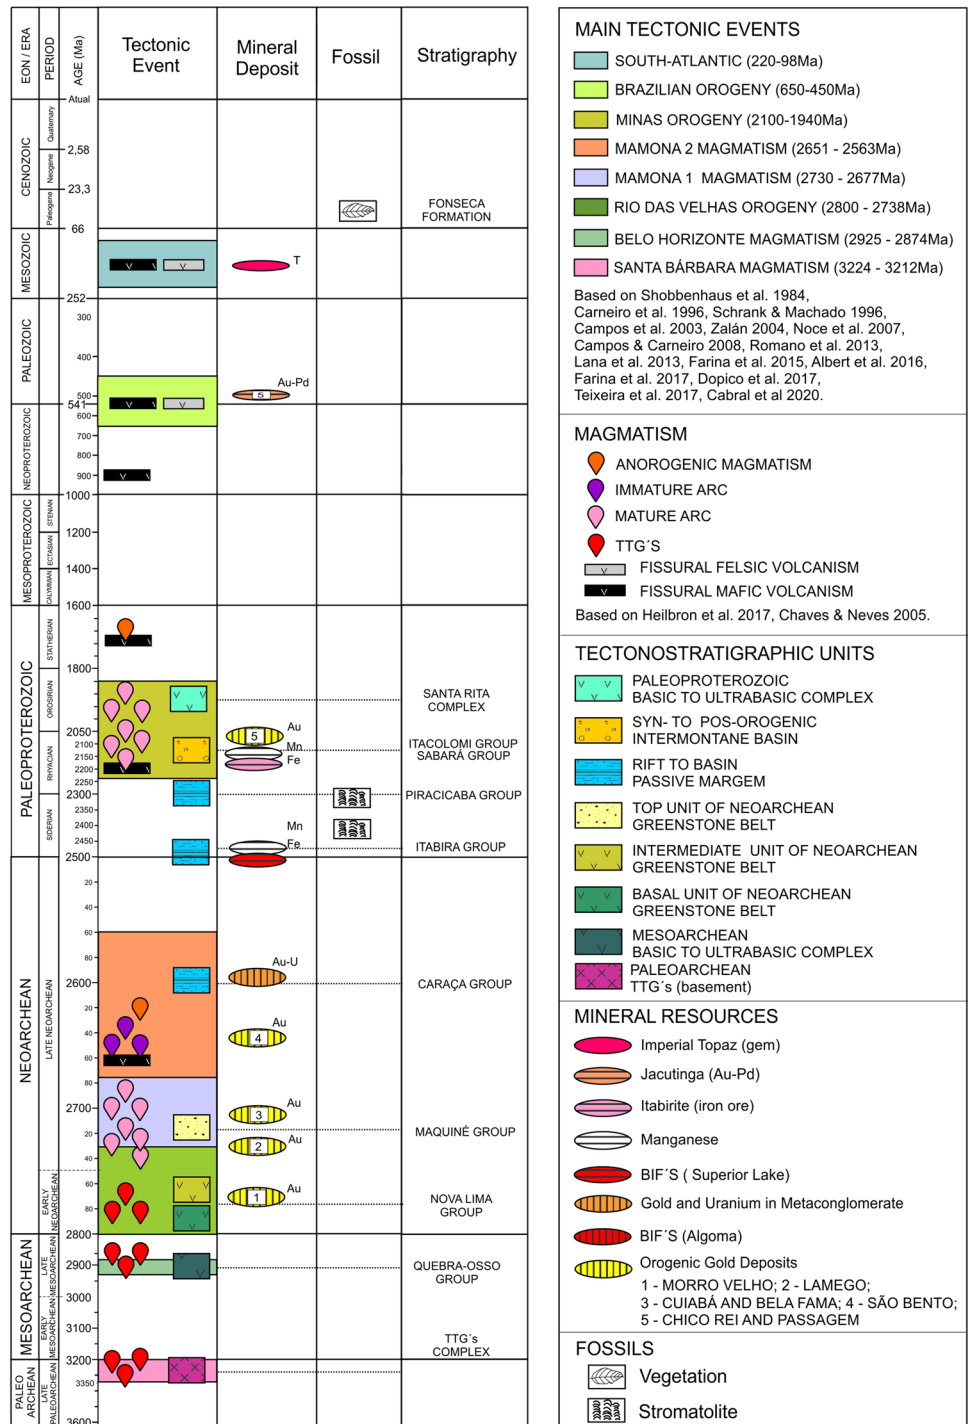 EON / ERA
PERIOD
AGE (Ma)
Tectonic
Event
Mineral
Deposit
Fossil
Stratigraphy
Atual
CENOZOIC
Quaternary
2,58
Neogene
23,3
Paleogene
FONSECA
FORMATION
66
MESOZOIC
V
V
T
252
PALEOZOIC
300
400
Au-Pd
500
5
541
V
V
NEOPROTEROZOIC
600
700
800
900
V
1000
MESOPROTEROZOIC
STENIAN
1200
ECTASIAN
1400
CALYMMIAN
1600
PALEOPROTEROZOIC
STATHERIAN
1800
OROSIRIAN
SANTA RITA
COMPLEX
2050
Au
5
RHYACIAN
2100
Mn
ITACOLOMI GROUP
2150
SABARÁ GROUP
Fe
2200
2250
2300
PIRACICABA GROUP
SIDERIAN
2350
2400
Mn
2450
Fe
ITABIRA GROUP
2500
NEOARCHEAN
LATE NEOARCHEAN
20
40
60
80
Au-U
2600
CARAÇA GROUP
20
Au
4
40
60
80
2700
Au
3
20
MAQUINÉ GROUP
Au
2
40
EARLY
NEOARCHEAN
60
Au
1
NOVA LIMA
GROUP
80
2800
MESOARCHEAN
LATE
MESOARCHEAN
2900
QUEBRA-OSSO
GROUP
3000
EARLY
MESOARCHEAN
3100
TTG´s
COMPLEX
3200
PALEO
ARCHEAN
LATE
PALEOARCHEAN
3350
3600
MAIN TECTONIC EVENTS
SOUTH-ATLANTIC (220-98Ma)
BRAZILIAN OROGENY (650-450Ma)
MINAS OROGENY (2100-1940Ma)
MAMONA 2 MAGMATISM (2651 - 2563Ma)
MAMONA 1 MAGMATISM (2730 - 2677Ma)
RIO DAS VELHAS OROGENY (2800 - 2738Ma)
BELO HORIZONTE MAGMATISM (2925 - 2874Ma)
SANTA BÁRBARA MAGMATISM (3224 - 3212Ma)
Based on Shobbenhaus et al. 1984,
Carneiro et al. 1996, Schrank & Machado 1996,
Campos et al. 2003, Zalán 2004, Noce et al. 2007,
Campos & Carneiro 2008, Romano et al. 2013,
Lana et al. 2013, Farina et al. 2015, Albert et al. 2016,
Farina et al. 2017, Dopico et al. 2017,
Teixeira et al. 2017, Cabral et al 2020.
MAGMATISM
ANOROGENIC MAGMATISM
IMMATURE ARC
MATURE ARC
TTG´S
FISSURAL FELSIC VOLCANISM
FISSURAL MAFIC VOLCANISM
Based on Heilbron et al. 2017, Chaves & Neves 2005.
TECTONOSTRATIGRAPHIC UNITS
PALEOPROTEROZOIC
BASIC TO ULTRABASIC COMPLEX
SYN- TO POS-OROGENIC
INTERMONTANE BASIN
RIFT TO BASIN
PASSIVE MARGEM
TOP UNIT OF NEOARCHEAN
GREENSTONE BELT
INTERMEDIATE UNIT OF NEOARCHEAN
GREENSTONE BELT
BASAL UNIT OF NEOARCHEAN
GREENSTONE BELT
MESOARCHEAN
BASIC TO ULTRABASIC COMPLEX
PALEOARCHEAN
TTG´s (basement)
MINERAL RESOURCES
Imperial Topaz (gem)
Jacutinga (Au-Pd)
Itabirite (iron ore)
Manganese
BIF´S ( Superior Lake)
Gold and Uranium in Metaconglomerate
BIF´S (Algoma)
Orogenic Gold Deposits
1 - MORRO VELHO; 2 - LAMEGO;
3 - CUIABÁ AND BELA FAMA; 4 - SÃO BENTO;
5 - CHICO REI AND PASSAGEM
FOSSILS
Vegetation
Stromatolite